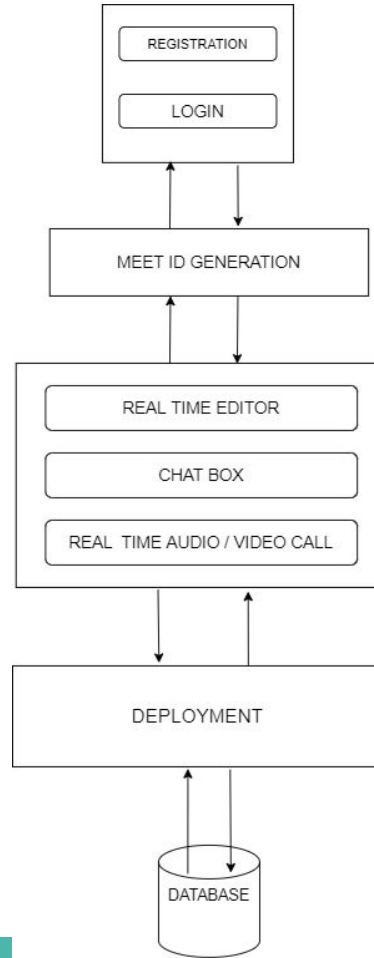 REGISTRATION
LOGIN
MEET ID GENERATION
REAL TIME EDITOR
CHAT BOX
REAL TIME AUDIO / VIDEO CALL
DEPLOYMENT
DATABASE